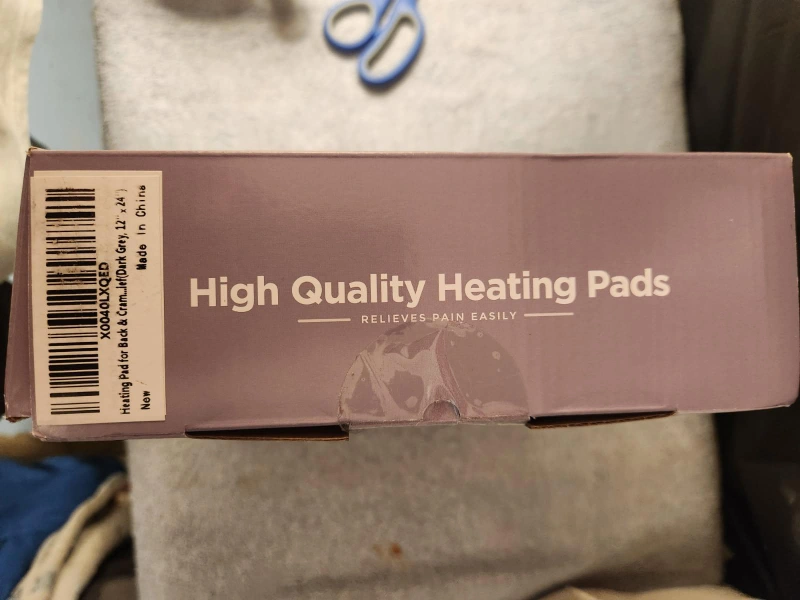 High Quality Heating Pads
RELIEVES PAIN EASILY
X0040LXQED
Heating Pad for Back & Cram...lef(Dark Grey, 12" x 24")
New
Made In China